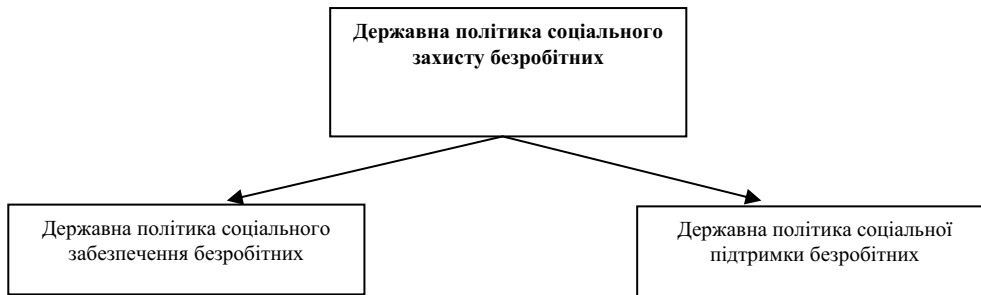 Державна політика соціального
захисту безробітних
Державна політика соціального
забезпечення безробітних
Державна політика соціальної
підтримки безробітних